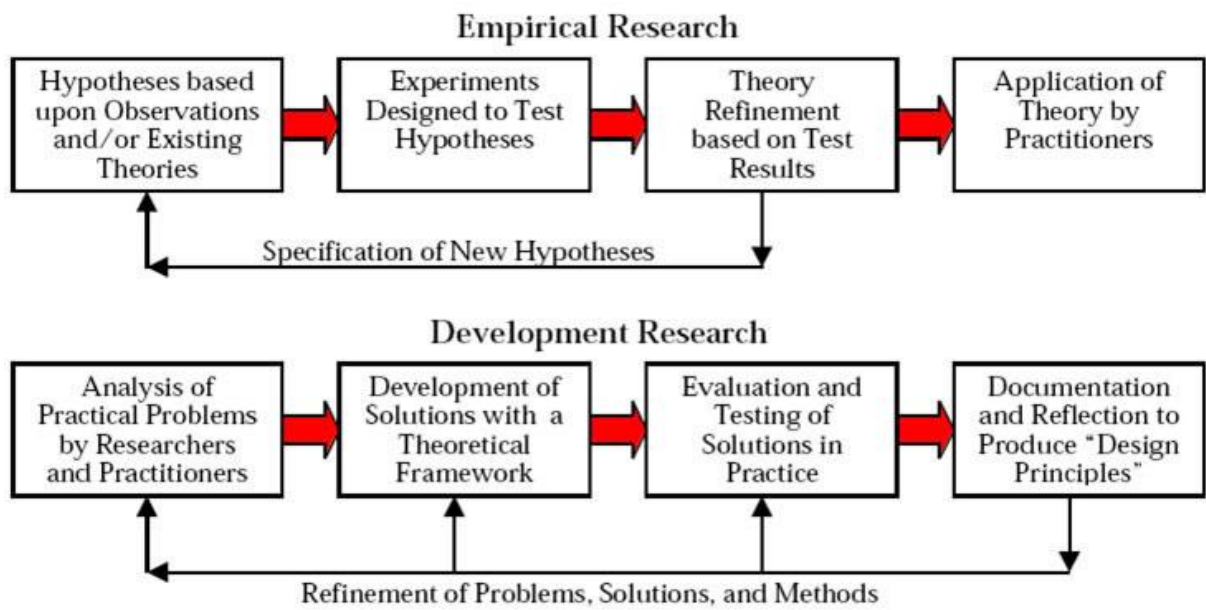 Empirical Research
Hypotheses based
upon Observations
and/or Existing
Theories
Experiments
Designed to Test
Hypotheses
Theory
Refinement
based on Test
Results
Application of
Theory by
Practitioners
Specification of New Hypotheses
Development Research
Analysis of
Practical Problems
by Researchers
and Practitioners
Development of
Solutions with a
Theoretical
Framework
Evaluation and
Testing of
Solutions in
Practice
Documentation
and Reflection to
Produce “Design
Principles”
Refinement of Problems, Solutions, and Methods